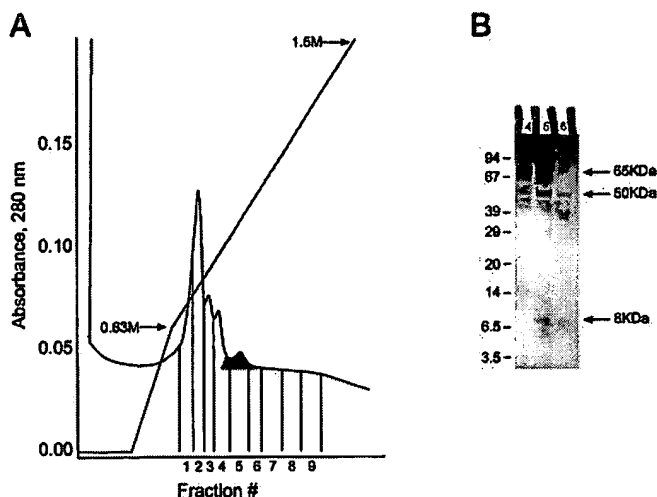 A
1.5M
0.15
0.10
0.05
0.00
Absorbance, 280 nm
0.63M
1 2 3 4 5 6 7 8 9
Fraction #
B
4 5 6
94
67
39
29
20
14
6.5
3.5
65KDa
50KDa
8KDa